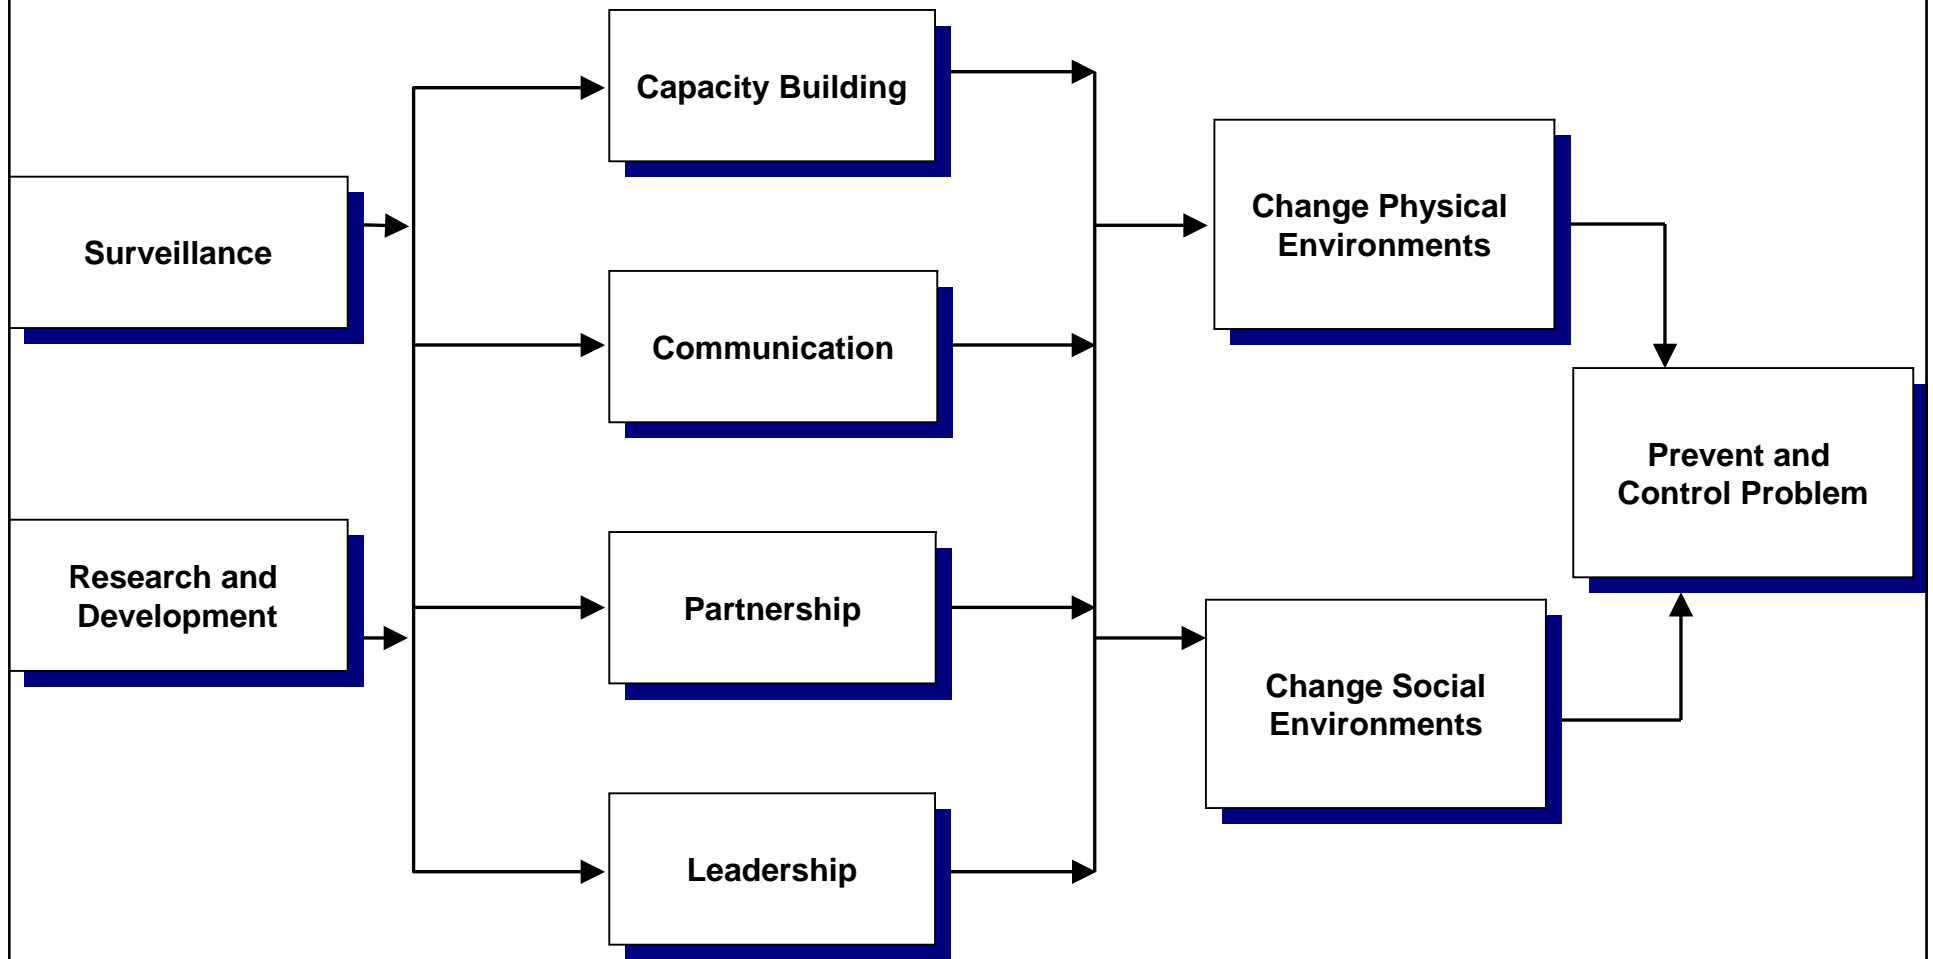 Capacity Building
Surveillance
Change Physical
Environments
Communication
Prevent and
Control Problem
Research and
Development
Partnership
Change Social
Environments
Leadership